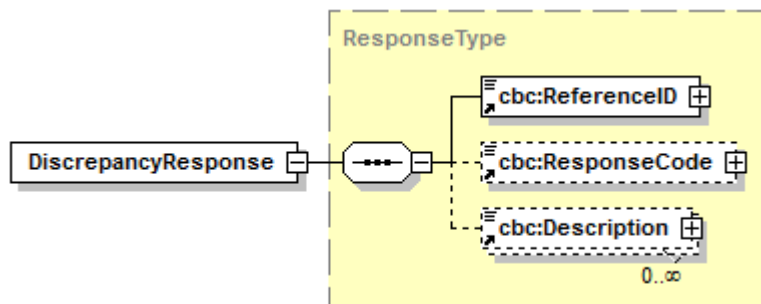 ResponseType
cbc:ReferenceID
DiscrepancyResponse
cbc:ResponseCode
cbc:Description
0..∞